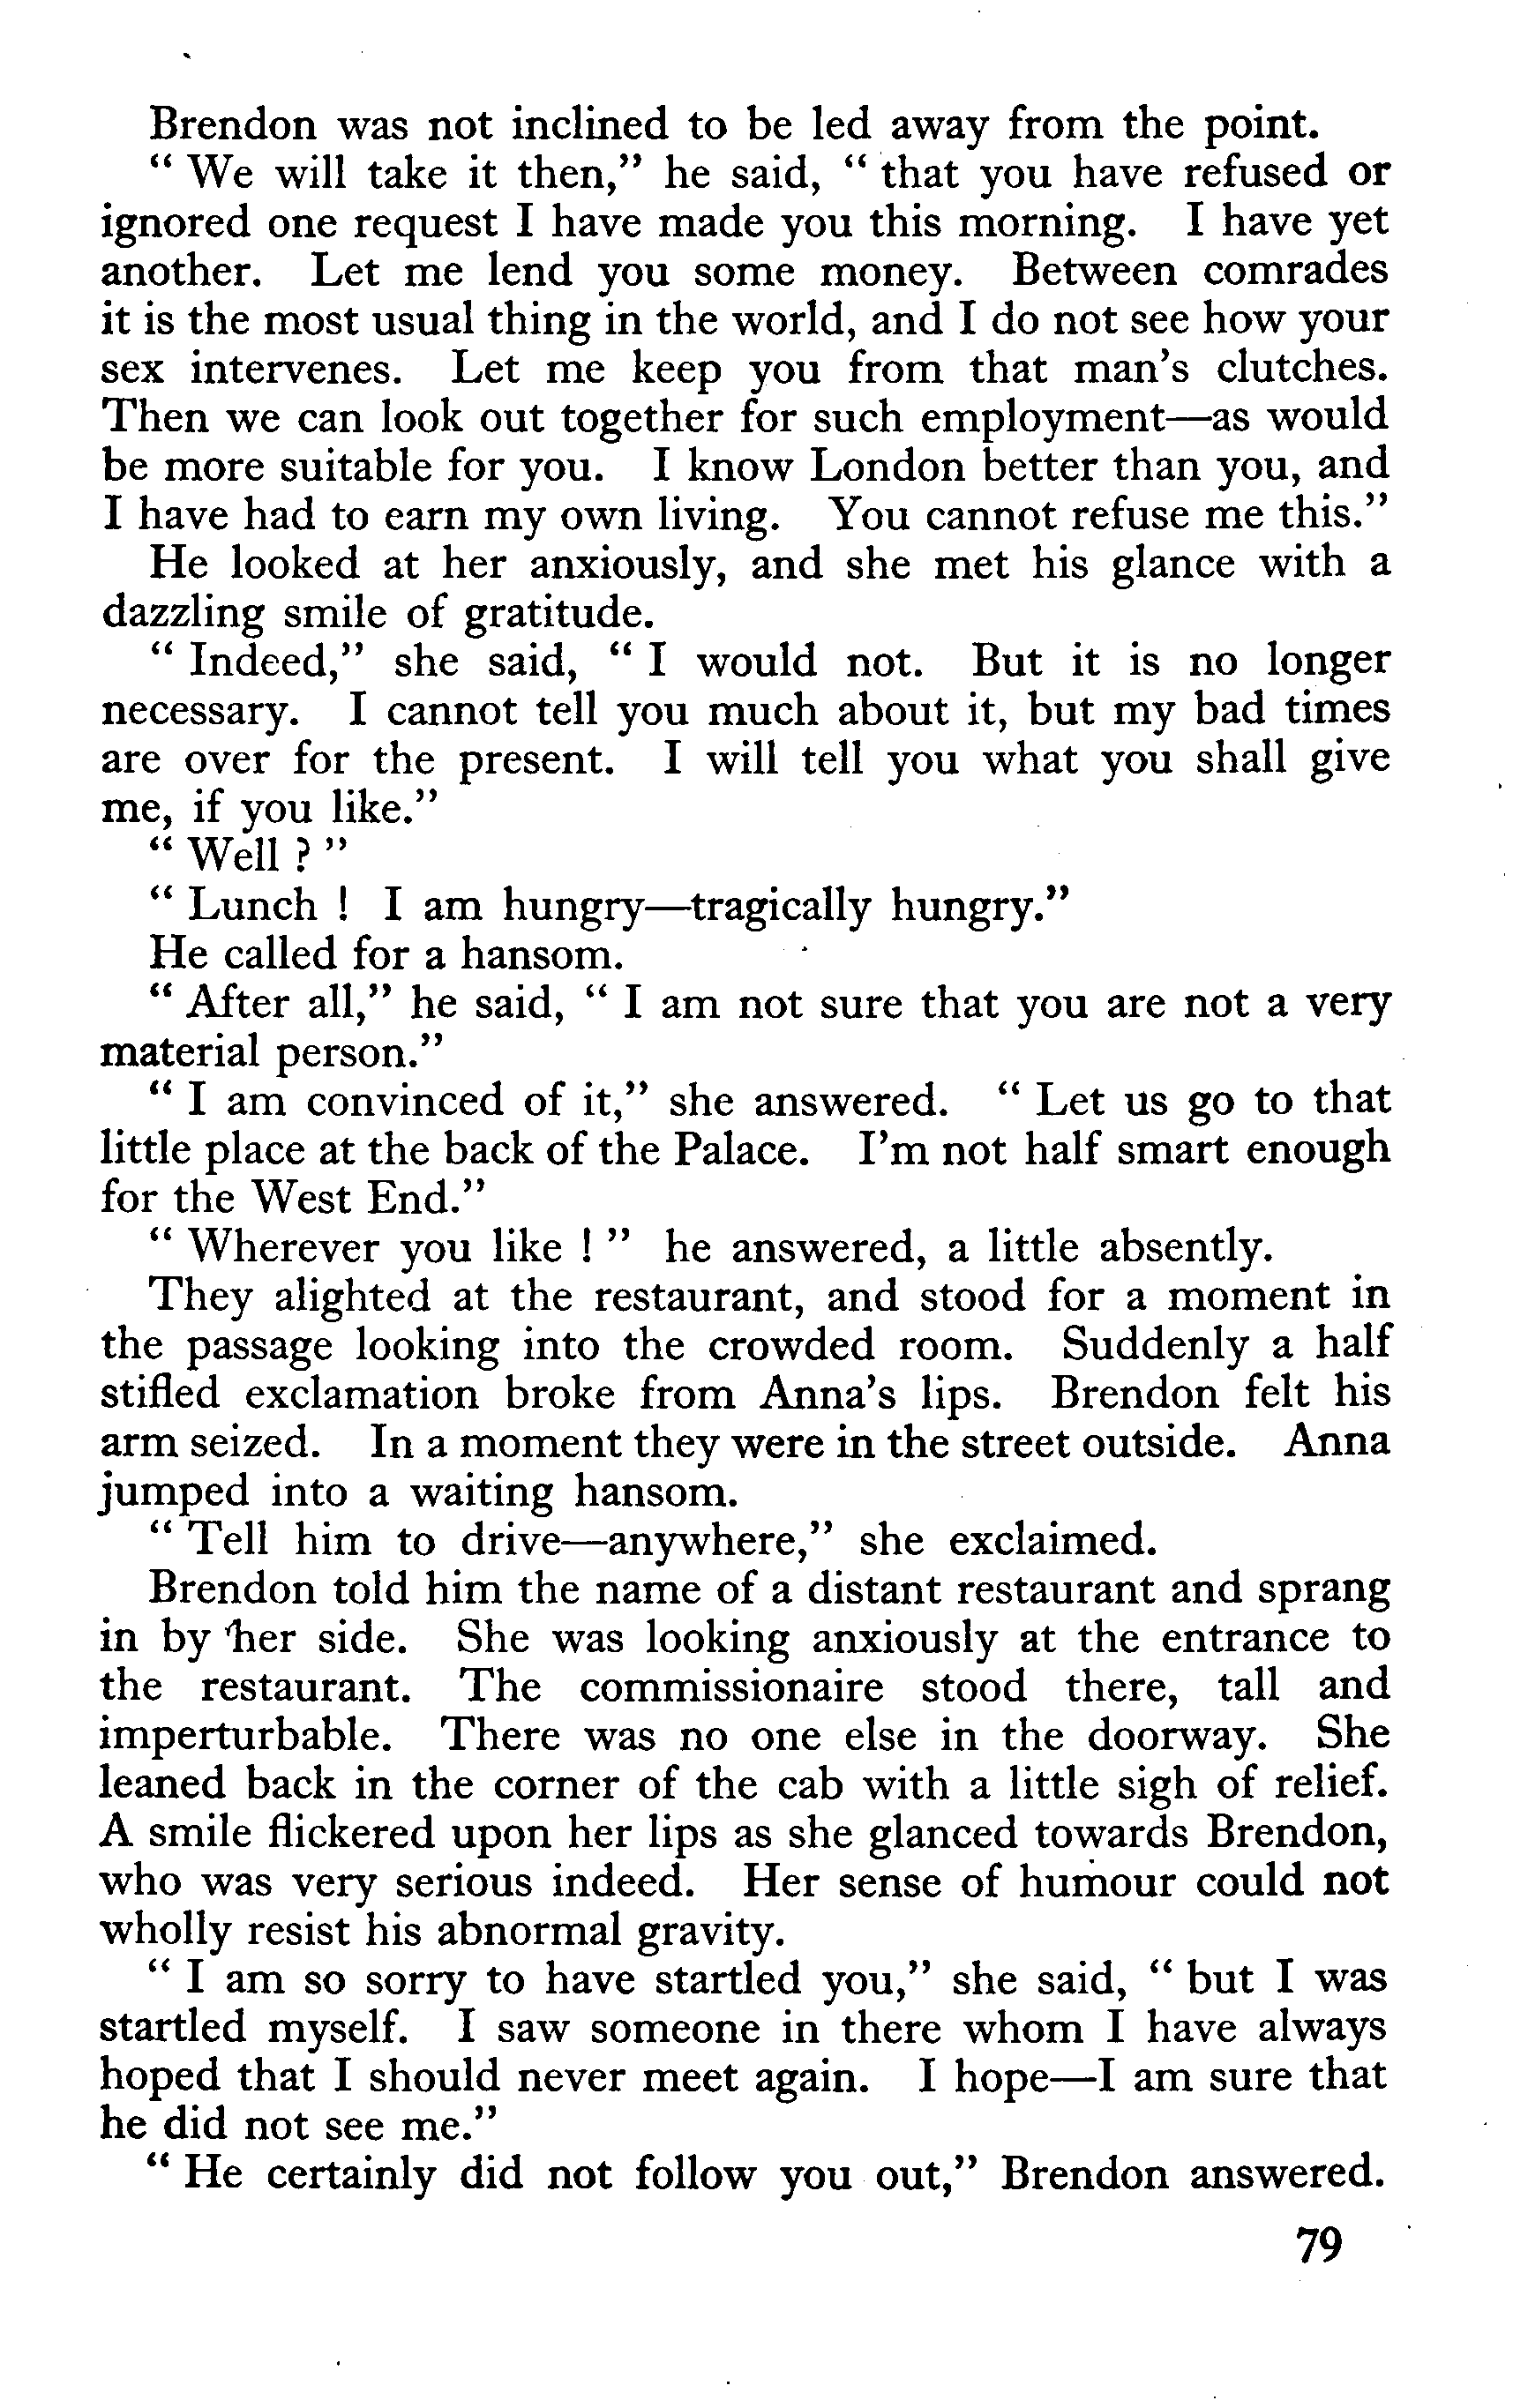 Brendon was not inclined to be led away from the point.
“ We will take it then,” he said, “ that you have refused or
ignored one request I have made you this morning. I have yet
another. Let me lend you some money. Between comrades
it is the most usual thing in the world, and I do not see how your
sex intervenes. Let me keep you from that man’s clutches.
Then we can look out together for such employment—as would
be more suitable for you. I know London better than you, and
I have had to earn my own living. You cannot refuse me this.”
He looked at her anxiously, and she met his glance with a
dazzling smile of gratitude.
“ Indeed,” she said, “ I would not. But it is no longer
necessary. I cannot tell you much about it, but my bad times
are over for the present. I will tell you what you shall give
me, if you like.”
“ Well ? ”
“ Lunch ! I am hungry—tragically hungry.”
He called for a hansom.
“ After all,” he said, “ I am not sure that you are not a very
material person.”
“ I am convinced of it,” she answered. “ Let us go to that
little place at the back of the Palace. I’m not half smart enough
for the West End.”
“ Wherever you like ! ” he answered, a little absently.
They alighted at the restaurant, and stood for a moment in
the passage looking into the crowded room. Suddenly a half
stifled exclamation broke from Anna’s lips. Brendon felt his
arm seized. In a moment they were in the street outside. Anna
jumped into a waiting hansom.
“ Tell him to drive—anywhere,” she exclaimed.
Brendon told him the name of a distant restaurant and sprang
in by her side. She was looking anxiously at the entrance to
the restaurant. The commissionaire stood there, tall and
imperturbable. There was no one else in the doorway. She
leaned back in the corner of the cab with a little sigh of relief.
A smile flickered upon her lips as she glanced towards Brendon,
who was very serious indeed. Her sense of humour could not
wholly resist his abnormal gravity.
“ I am so sorry to have startled you,” she said, “ but I was
startled myself. I saw someone in there whom I have always
hoped that I should never meet again. I hope—I am sure that
he did not see me.”
“ He certainly did not follow you out,” Brendon answered.
79